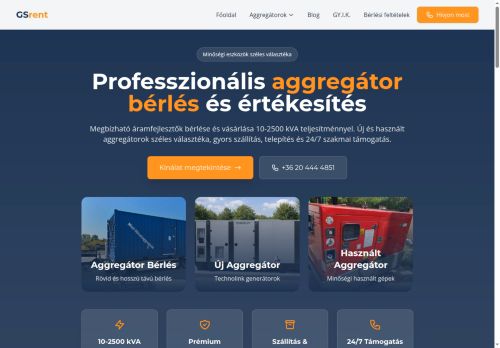 GSrent
Főoldal
Aggregátorok
Blog
GY.I.K.
Bérlési feltételek
Hívjon most
Minőségi eszközök széles választéka
Professzionális aggregátor
bérlés és értékesítés
Megbízható áramfejlesztők bérlése és vásárlása 10-2500 kVA teljesítménnyel. Új és használt
aggregátorok széles választéka, gyors szállítás, telepítés és 24/7 szakmai támogatás.
Kínálat megtekintése →
+36 20 444 4851
Aggregátor Bérlés
Rövid és hosszú távú bérlés
Új Aggregátor
Technolink generátorok
Használt
Aggregátor
Minőségi használt gépek
10-2500 kVA
Prémium
Szállítás &
24/7 Támogatás